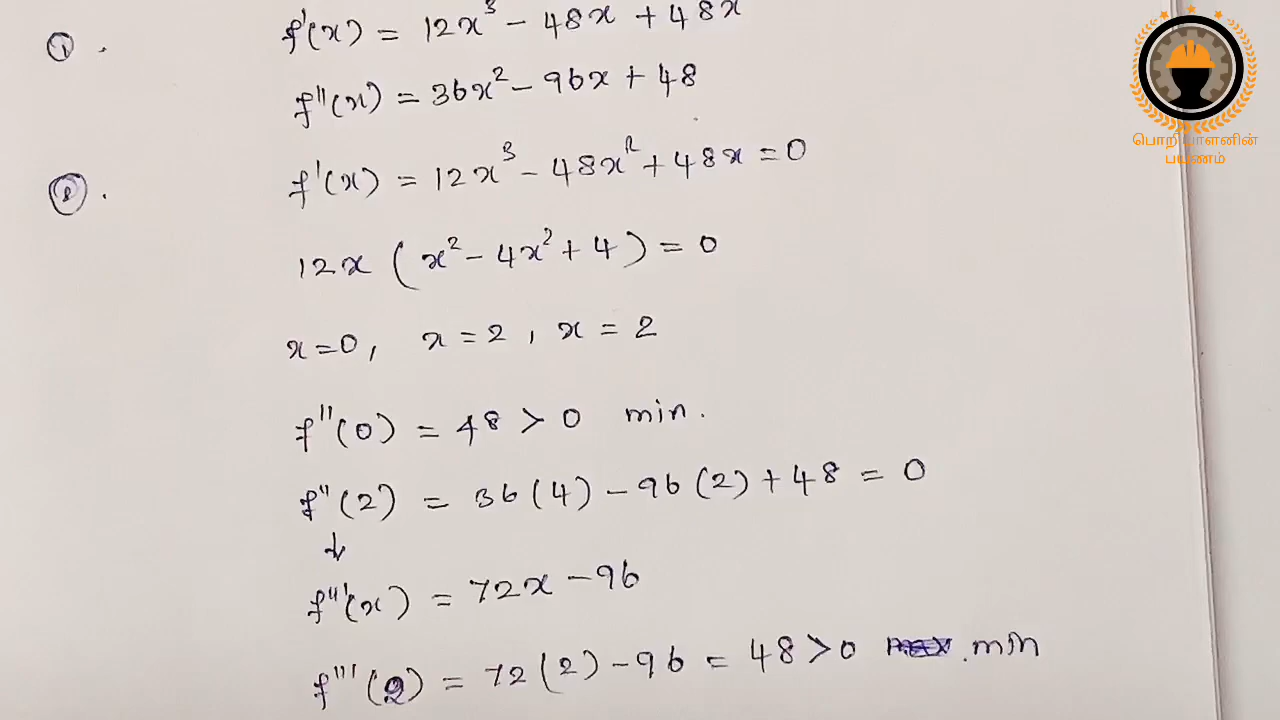 ① . f'(x) = 12x³ - 48x + 48x
f''(x) = 36x² - 96x + 48
② . f'(x) = 12x³ - 48x² + 48x = 0
12x (x² - 4x² + 4) = 0
x=0, x=2, x=2
f''(0) = 48 > 0 min.
f''(2) = 36(4) - 96(2) + 48 = 0
↓
f'''(x) = 72x - 96
f'''(2) = 72(2) - 96 = 48 > 0 . min
பொறியாளனின்
பயணம்